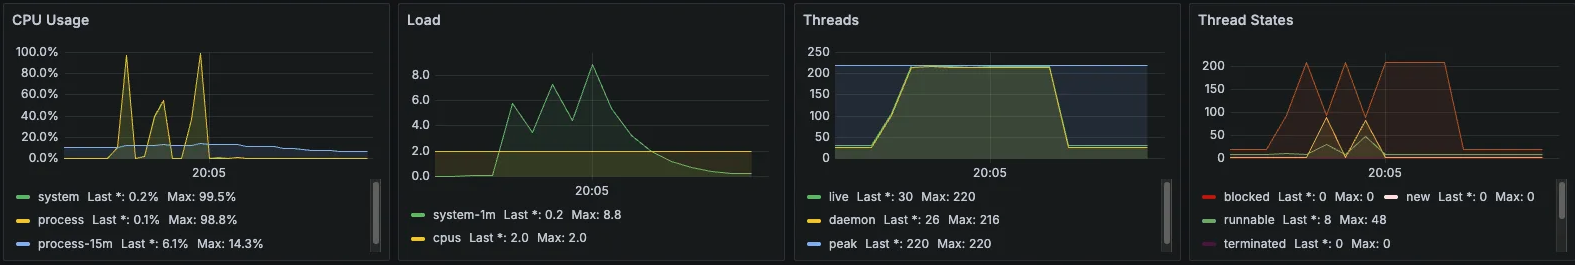 CPU Usage
100.0%
80.0%
60.0%
40.0%
20.0%
0.0%
20:05
system Last *: 0.2% Max: 99.5%
process Last *: 0.1% Max: 98.8%
process-15m Last *: 6.1% Max: 14.3%
Load
8.0
6.0
4.0
2.0
0.0
20:05
system-1m Last *: 0.2 Max: 8.8
cpus Last *: 2.0 Max: 2.0
Threads
250
200
150
100
50
0
20:05
live Last *: 30 Max: 220
daemon Last *: 26 Max: 216
peak Last *: 220 Max: 220
Thread States
200
150
100
50
0
20:05
blocked Last *: 0 Max: 0 new Last *: 0 Max: 0
runnable Last *: 8 Max: 48
terminated Last *: 0 Max: 0